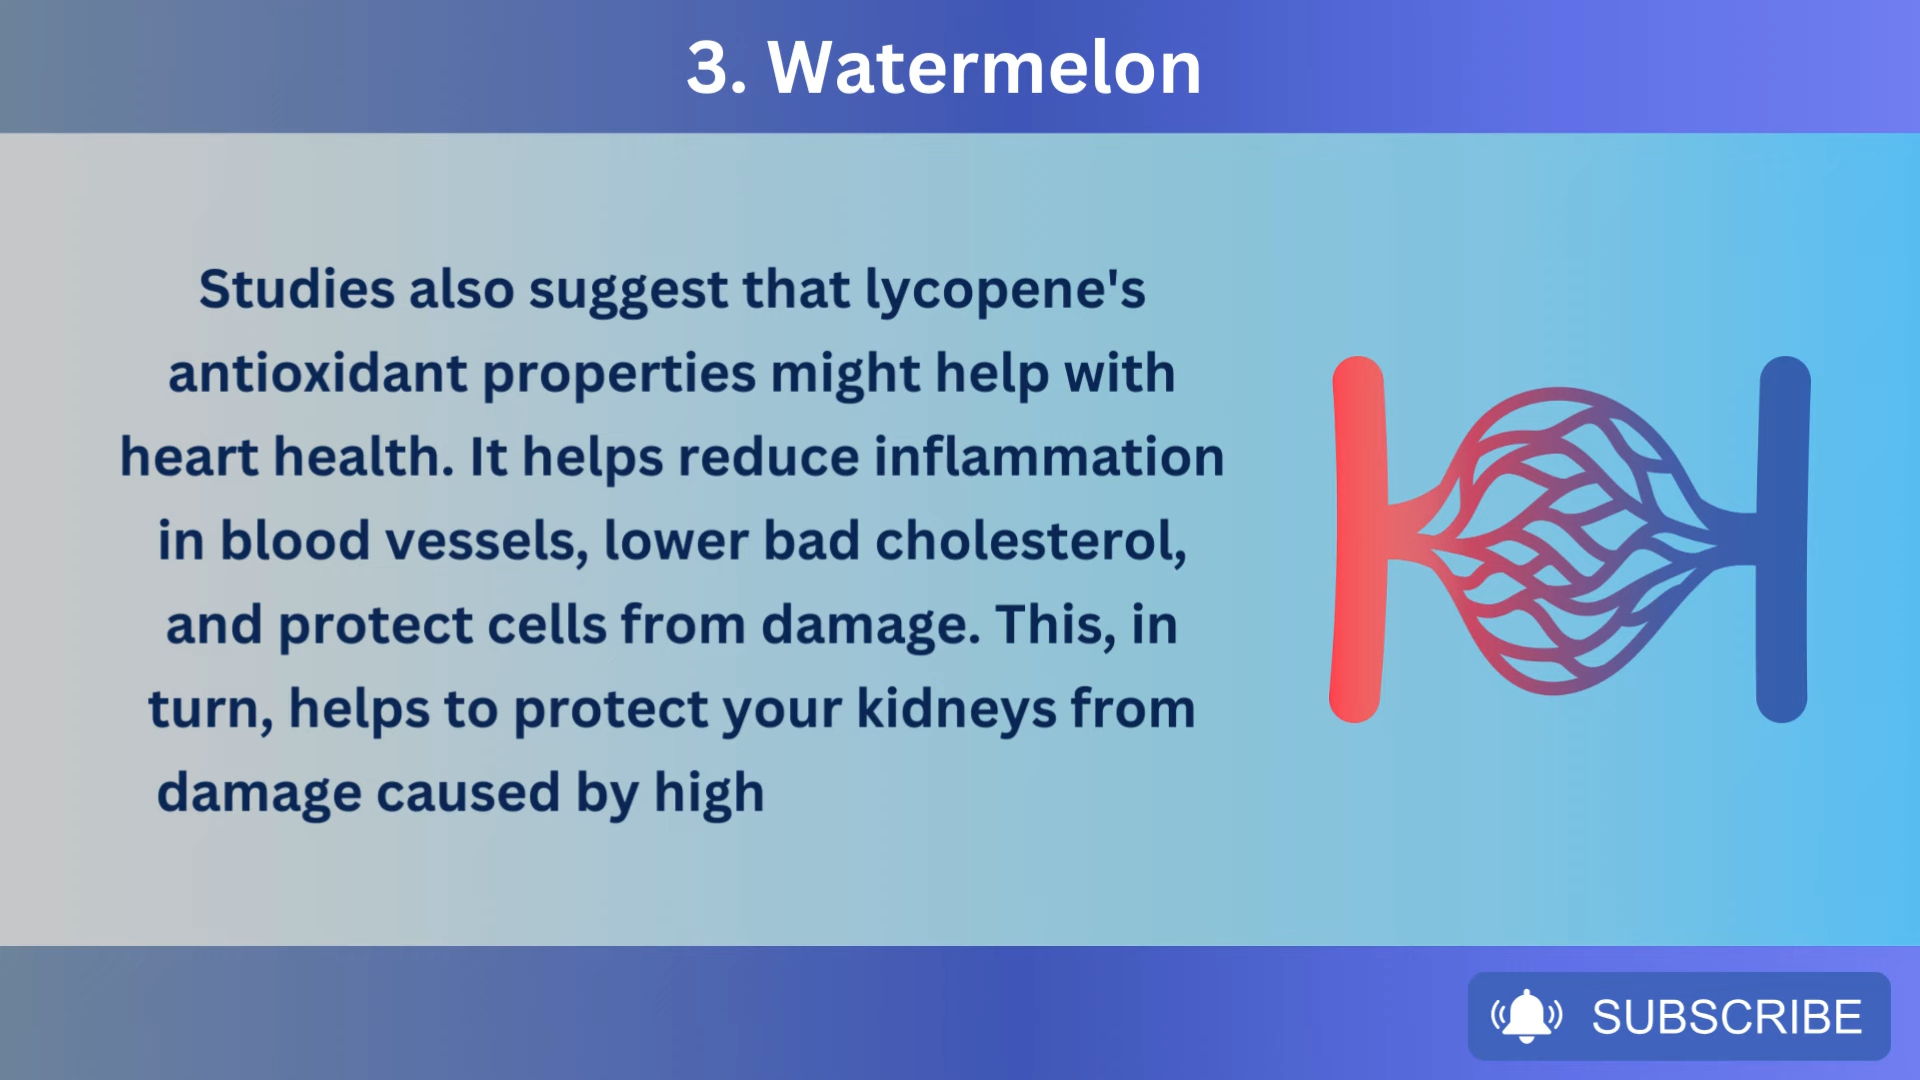 3. Watermelon
Studies also suggest that lycopene's
antioxidant properties might help with
heart health. It helps reduce inflammation
in blood vessels, lower bad cholesterol,
and protect cells from damage. This, in
turn, helps to protect your kidneys from
damage caused by high
SUBSCRIBE